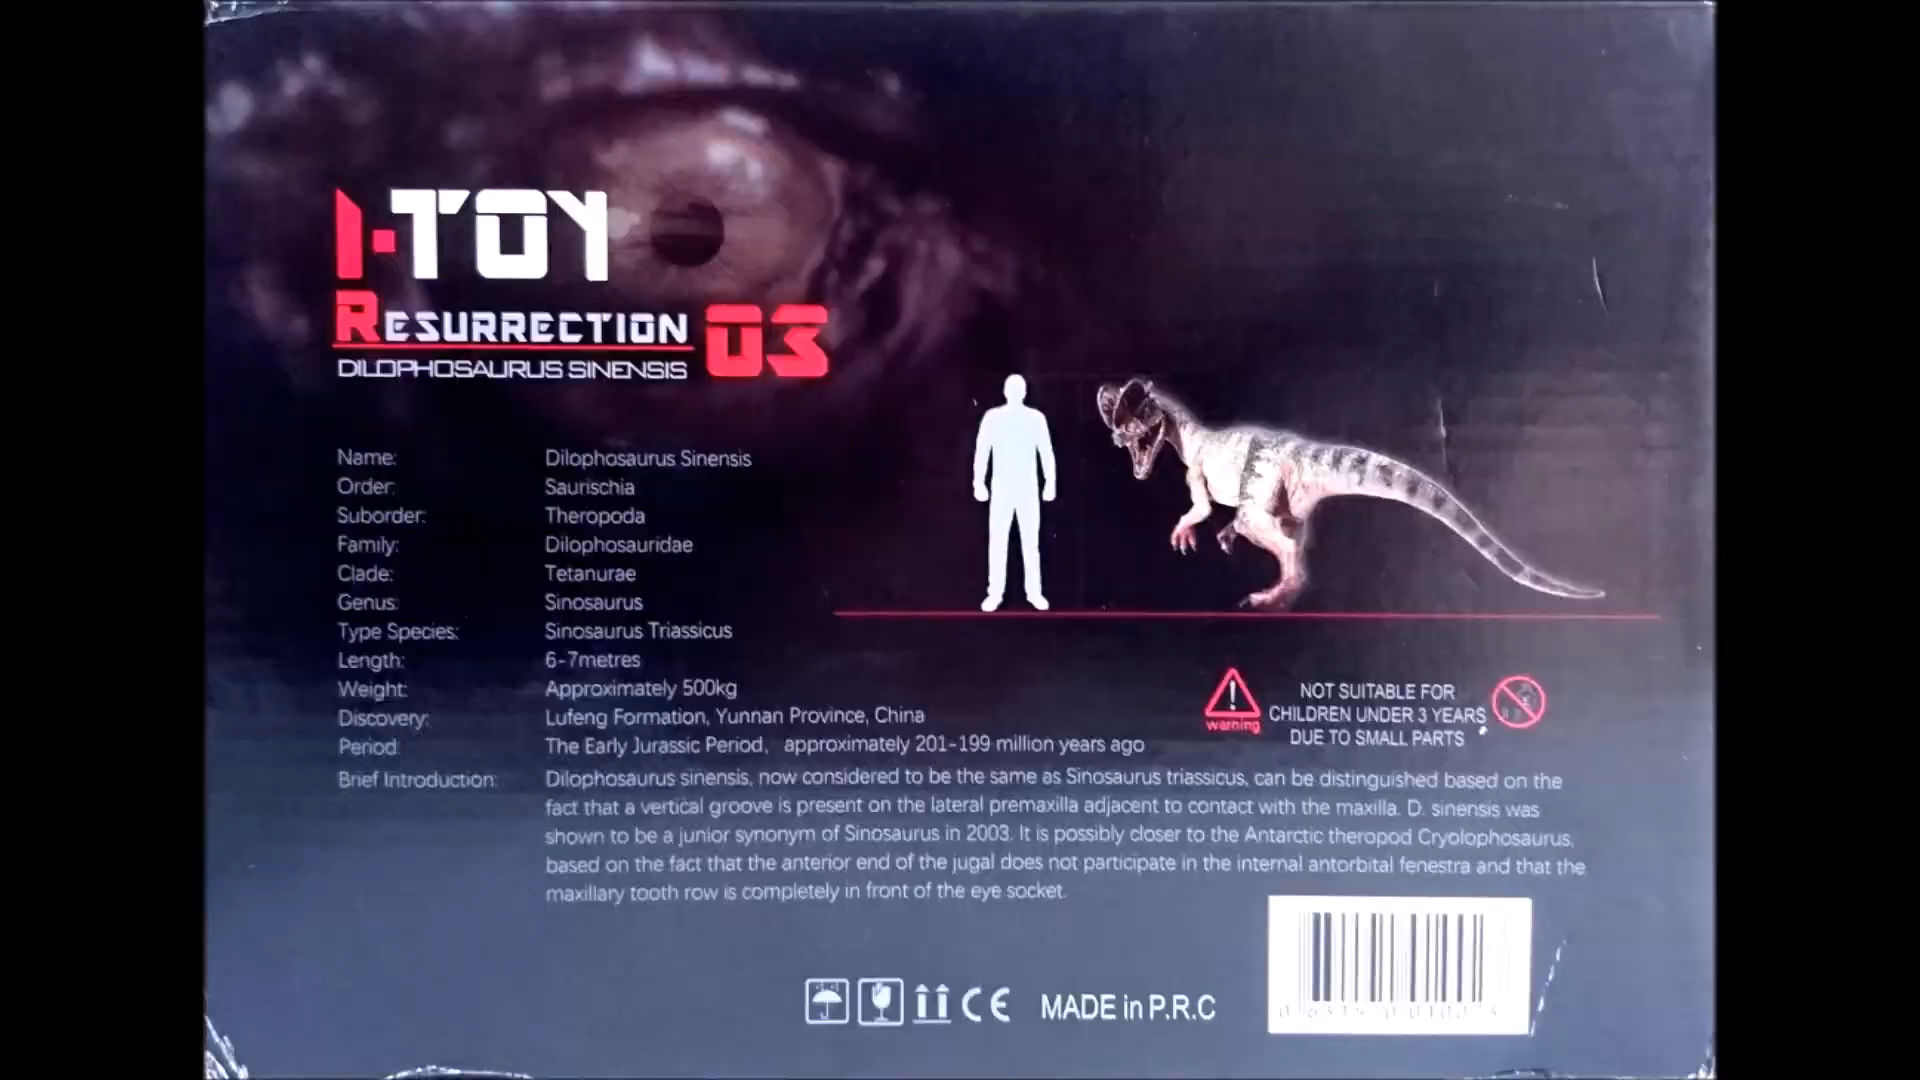 I-TOY
RESURRECTION 03
DILOPHOSAURUS SINENSIS
Name: Dilophosaurus Sinensis
Order: Saurischia
Suborder: Theropoda
Family: Dilophosauridae
Clade: Tetanurae
Genus: Sinosaurus
Type Species: Sinosaurus Triassicus
Length: 6-7metres
Weight: Approximately 500kg
Discovery: Lufeng Formation, Yunnan Province, China
Period: The Early Jurassic Period, approximately 201-199 million years ago
Brief Introduction: Dilophosaurus sinensis, now considered to be the same as Sinosaurus triassicus, can be distinguished based on the
fact that a vertical groove is present on the lateral premaxilla adjacent to contact with the maxilla. D. sinensis was
shown to be a junior synonym of Sinosaurus in 2003. It is possibly closer to the Antarctic theropod Cryolophosaurus,
based on the fact that the anterior end of the jugal does not participate in the internal antorbital fenestra and that the
maxillary tooth row is completely in front of the eye socket.
warning
NOT SUITABLE FOR
CHILDREN UNDER 3 YEARS
DUE TO SMALL PARTS
CE MADE in P.R.C